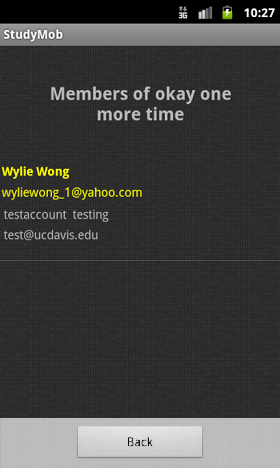 3G 10:27
StudyMob
Members of okay one
more time
Wylie Wong
wyliewong_1@yahoo.com
testaccount testing
test@ucdavis.edu
Back